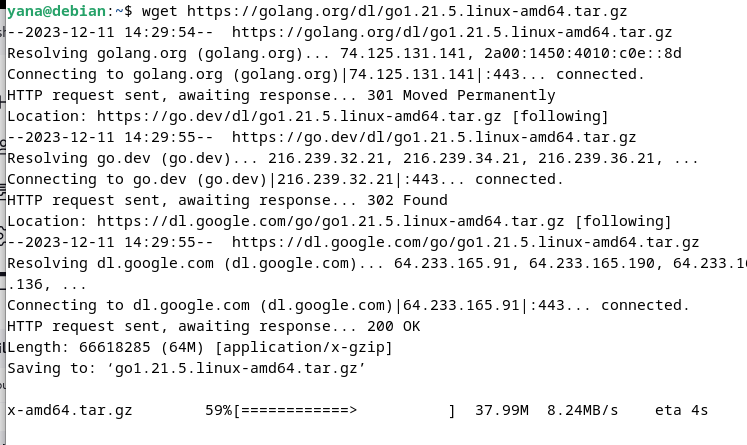 yana@debian:~$ wget https://golang.org/dl/go1.21.5.linux-amd64.tar.gz
--2023-12-11 14:29:54--  https://golang.org/dl/go1.21.5.linux-amd64.tar.gz
Resolving golang.org (golang.org)... 74.125.131.141, 2a00:1450:4010:c0e::8d
Connecting to golang.org (golang.org)|74.125.131.141|:443... connected.
HTTP request sent, awaiting response... 301 Moved Permanently
Location: https://go.dev/dl/go1.21.5.linux-amd64.tar.gz [following]
--2023-12-11 14:29:55--  https://go.dev/dl/go1.21.5.linux-amd64.tar.gz
Resolving go.dev (go.dev)... 216.239.32.21, 216.239.34.21, 216.239.36.21, ...
Connecting to go.dev (go.dev)|216.239.32.21|:443... connected.
HTTP request sent, awaiting response... 302 Found
Location: https://dl.google.com/go/go1.21.5.linux-amd64.tar.gz [following]
--2023-12-11 14:29:55--  https://dl.google.com/go/go1.21.5.linux-amd64.tar.gz
Resolving dl.google.com (dl.google.com)... 64.233.165.91, 64.233.165.190, 64.233.16
.136, ...
Connecting to dl.google.com (dl.google.com)|64.233.165.91|:443... connected.
HTTP request sent, awaiting response... 200 OK
Length: 66618285 (64M) [application/x-gzip]
Saving to: ‘go1.21.5.linux-amd64.tar.gz’
x-amd64.tar.gz        59%[============>          ]  37.99M  8.24MB/s    eta 4s